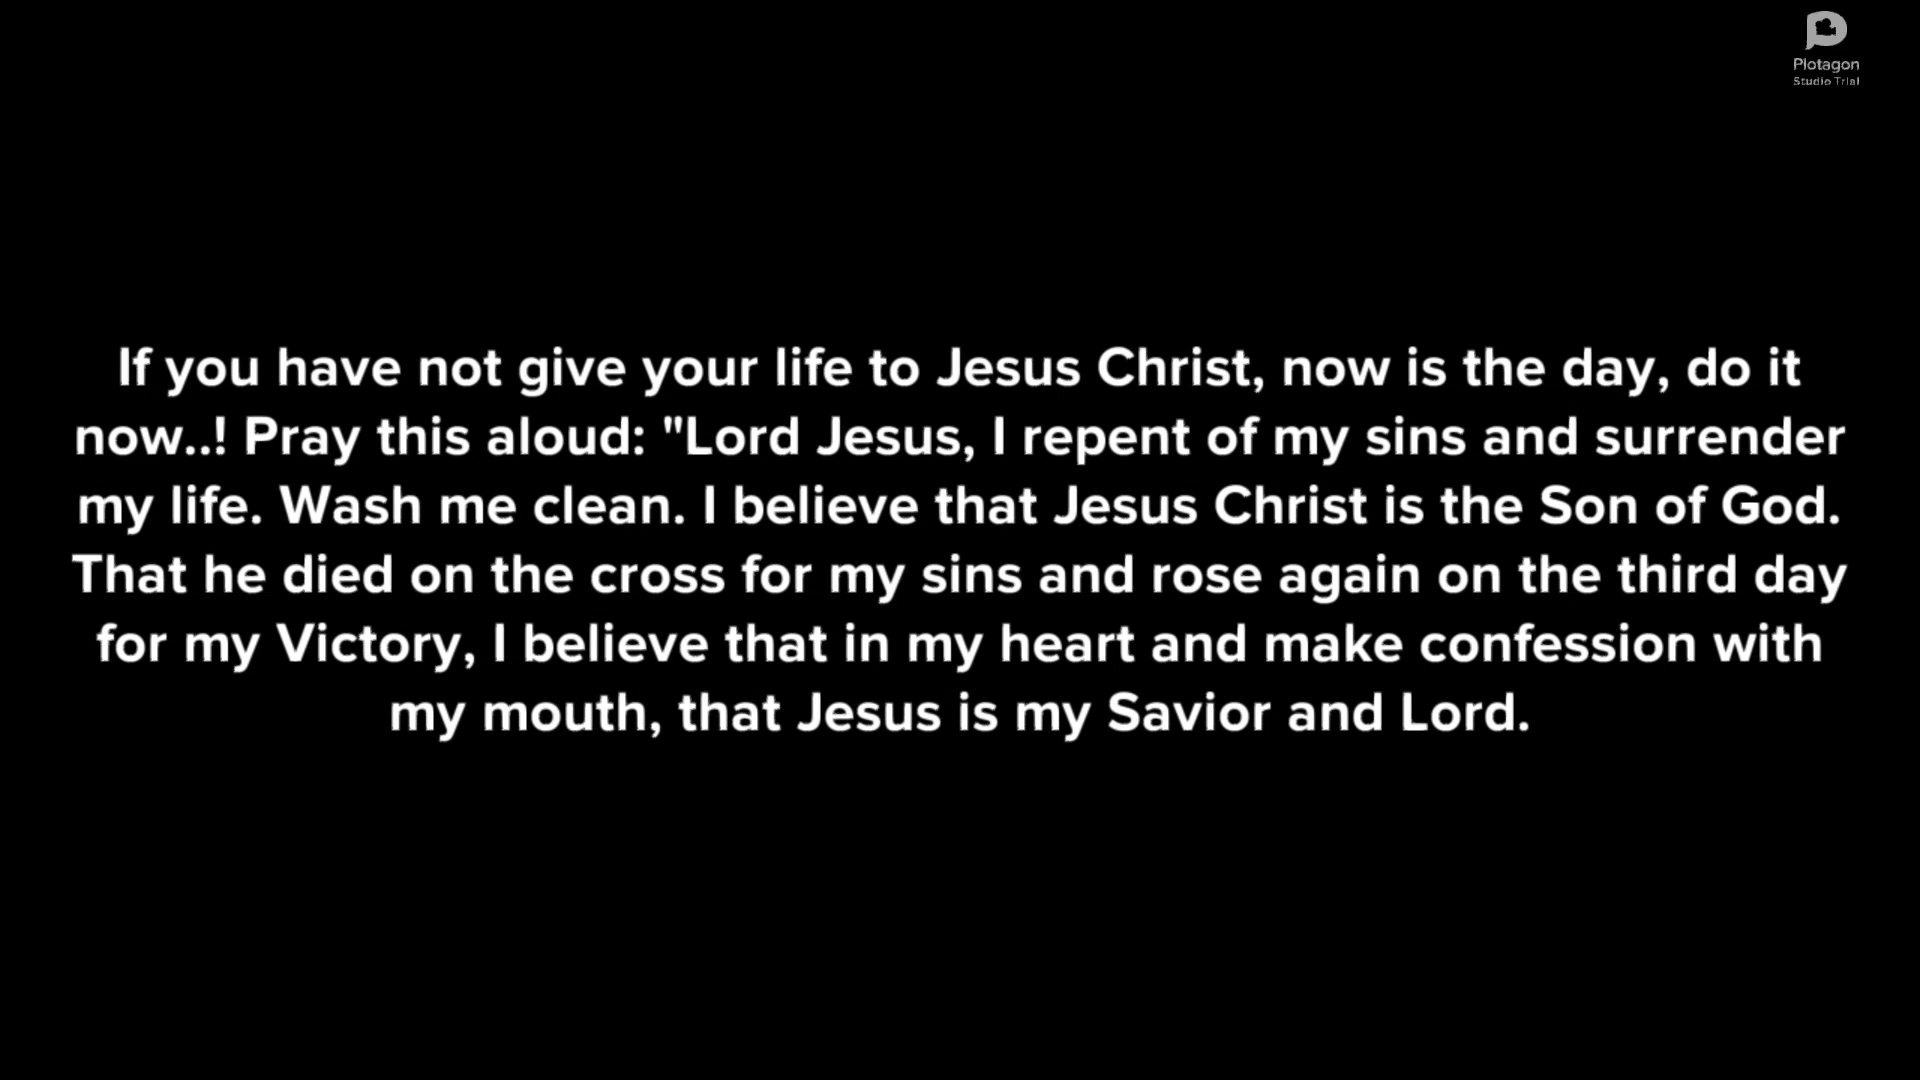 Plotagon
Studio Trial
If you have not give your life to Jesus Christ, now is the day, do it
now..! Pray this aloud: "Lord Jesus, I repent of my sins and surrender
my life. Wash me clean. I believe that Jesus Christ is the Son of God.
That he died on the cross for my sins and rose again on the third day
for my Victory, I believe that in my heart and make confession with
my mouth, that Jesus is my Savior and Lord.